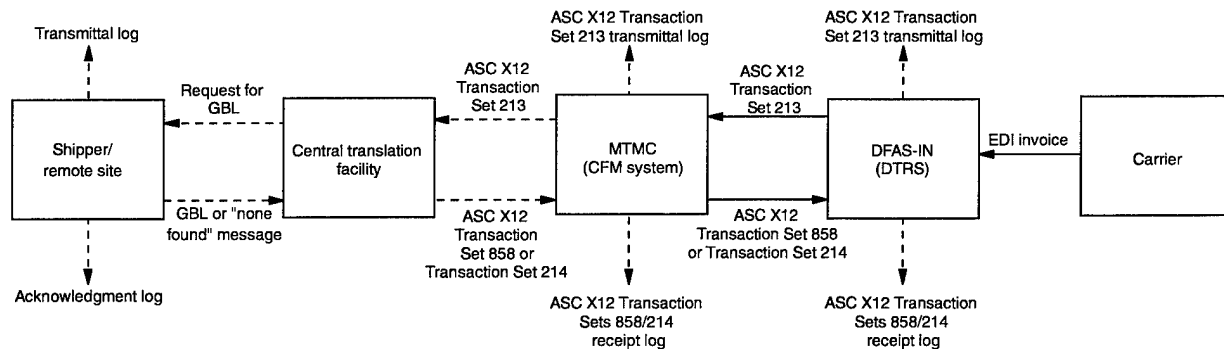 Transmittal log
ASC X12 Transaction
Set 213 transmittal log
ASC X12 Transaction
Set 213 transmittal log
Request for
GBL
ASC X12
Transaction
Set 213
ASC X12
Transaction
Set 213
Shipper/
remote site
Central translation
facility
MTMC
(CFM system)
DFAS-IN
(DTRS)
EDI invoice
Carrier
GBL or "none
found" message
ASC X12
Transaction
Set 858 or
Transaction Set 214
ASC X12
Transaction Set 858
or Transaction Set 214
Acknowledgment log
ASC X12 Transaction
Sets 858/214
receipt log
ASC X12 Transaction
Sets 858/214
receipt log